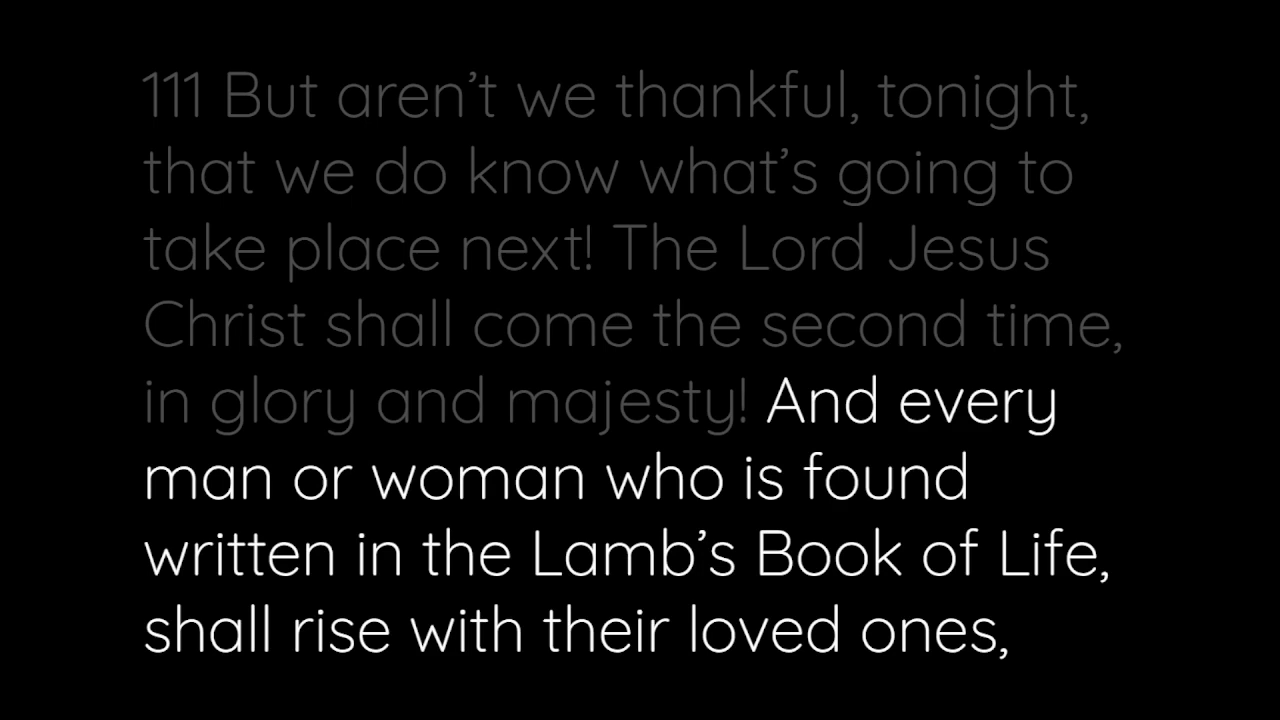 111 But aren’t we thankful, tonight,
that we do know what’s going to
take place next! The Lord Jesus
Christ shall come the second time,
in glory and majesty! And every
man or woman who is found
written in the Lamb’s Book of Life,
shall rise with their loved ones,